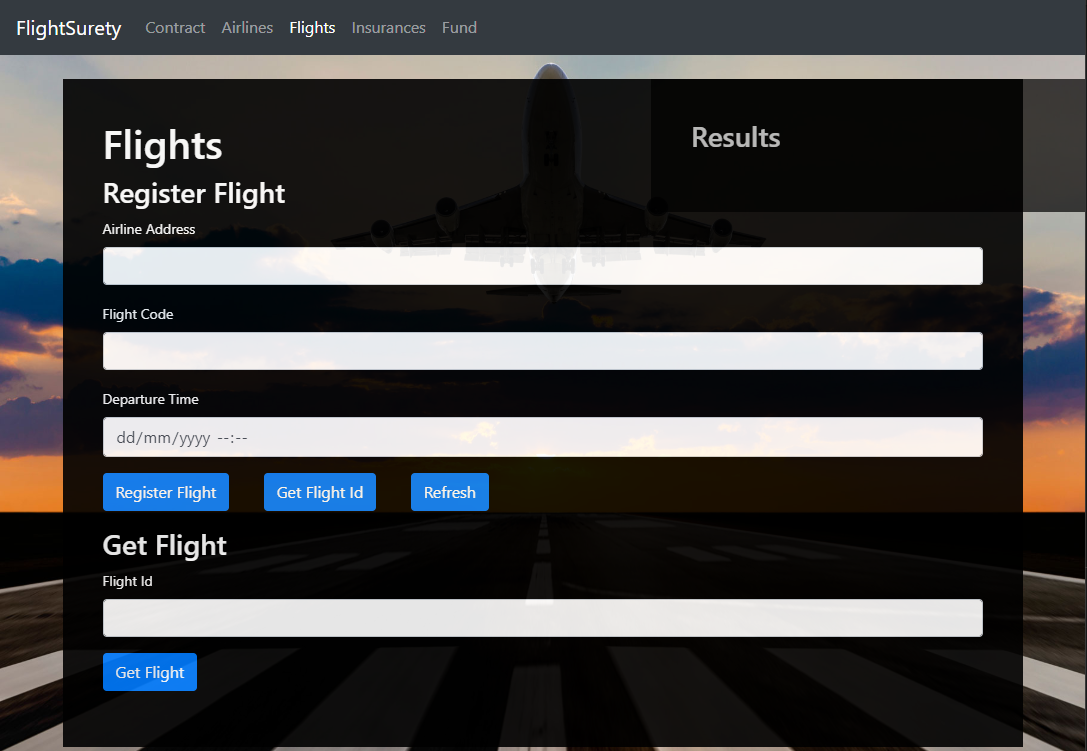 FlightSurety Contract Airlines Flights Insurances Fund
Flights
Results
Register Flight
Airline Address
Flight Code
Departure Time
dd/mm/yyyy --:--
Register Flight Get Flight Id Refresh
Get Flight
Flight Id
Get Flight